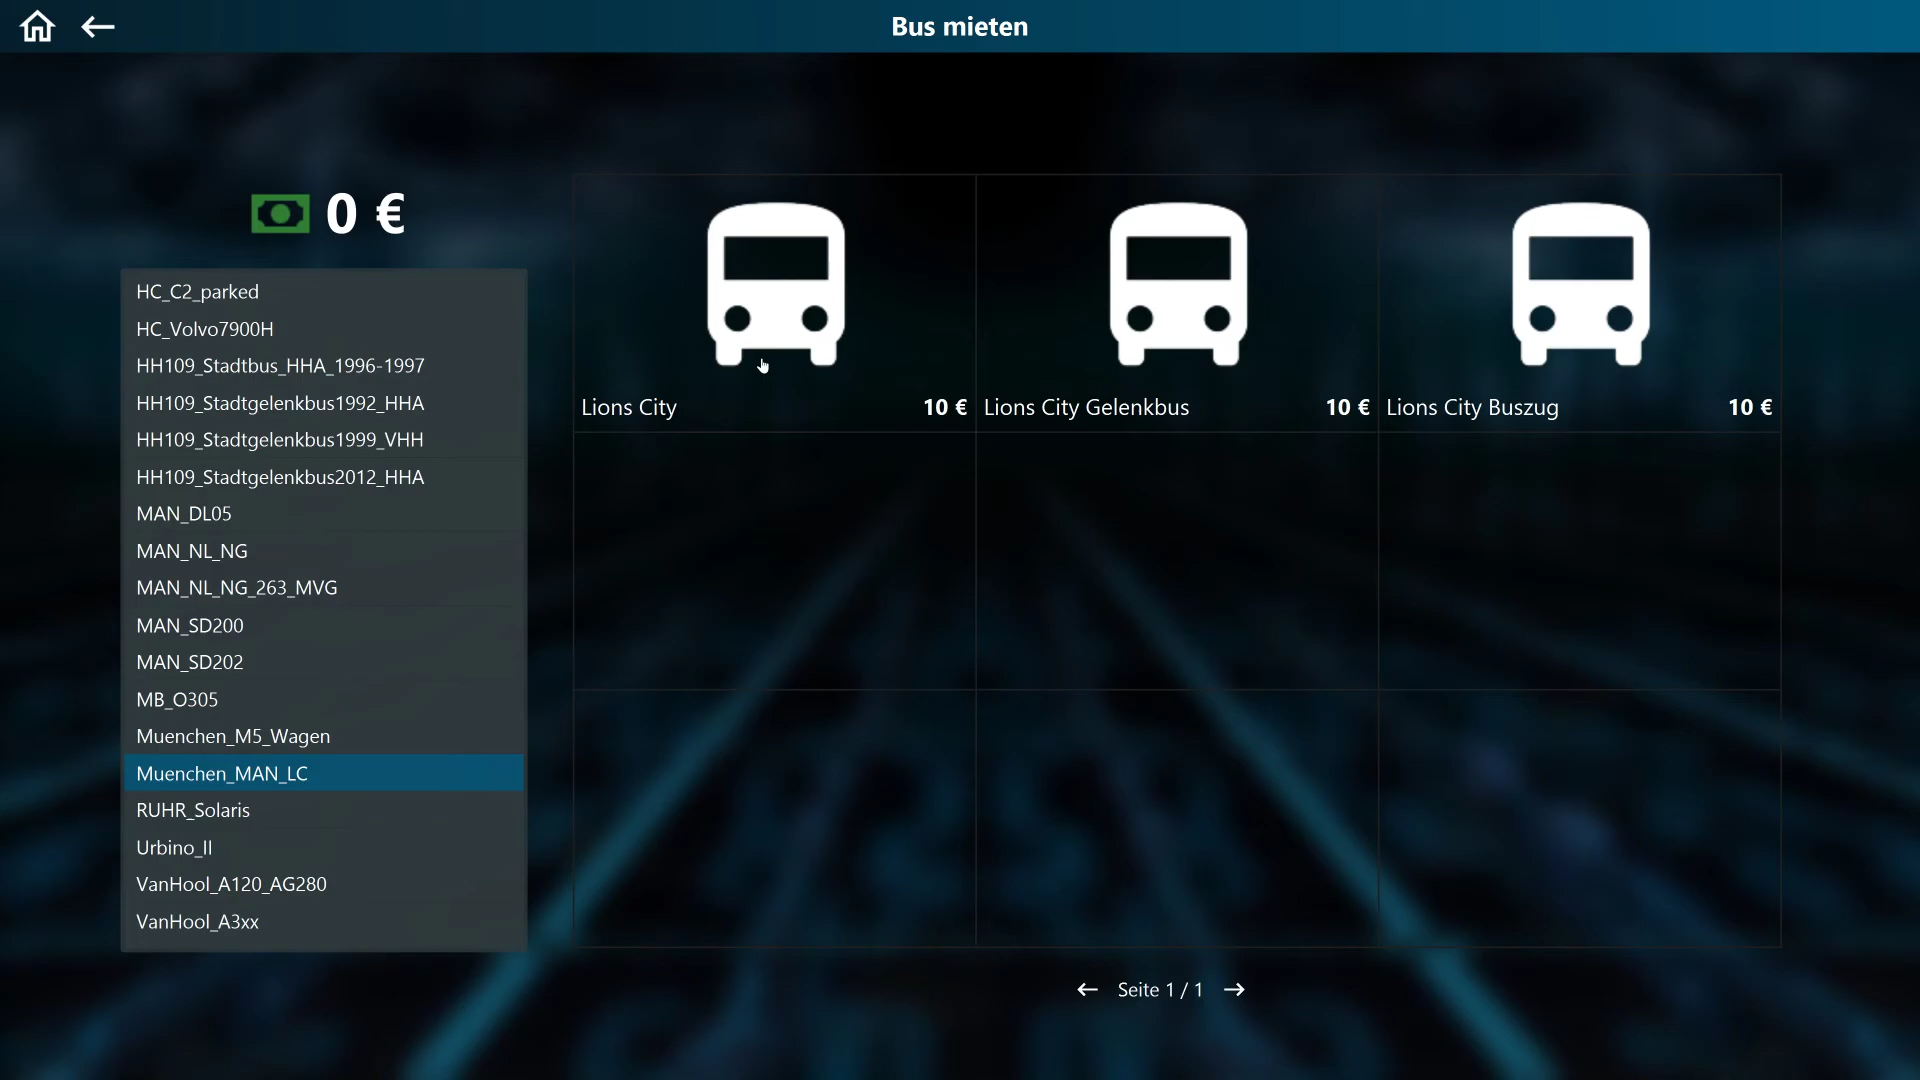 Bus mieten
0 €
HC_C2_parked
HC_Volvo7900H
HH109_Stadtbus_HHA_1996-1997
HH109_Stadtgelenkbus1992_HHA
HH109_Stadtgelenkbus1999_VHH
HH109_Stadtgelenkbus2012_HHA
MAN_DL05
MAN_NL_NG
MAN_NL_NG_263_MVG
MAN_SD200
MAN_SD202
MB_O305
Muenchen_M5_Wagen
Muenchen_MAN_LC
RUHR_Solaris
Urbino_II
VanHool_A120_AG280
VanHool_A3xx
Lions City 10 €
Lions City Gelenkbus 10 €
Lions City Buszug 10 €
Seite 1 / 1